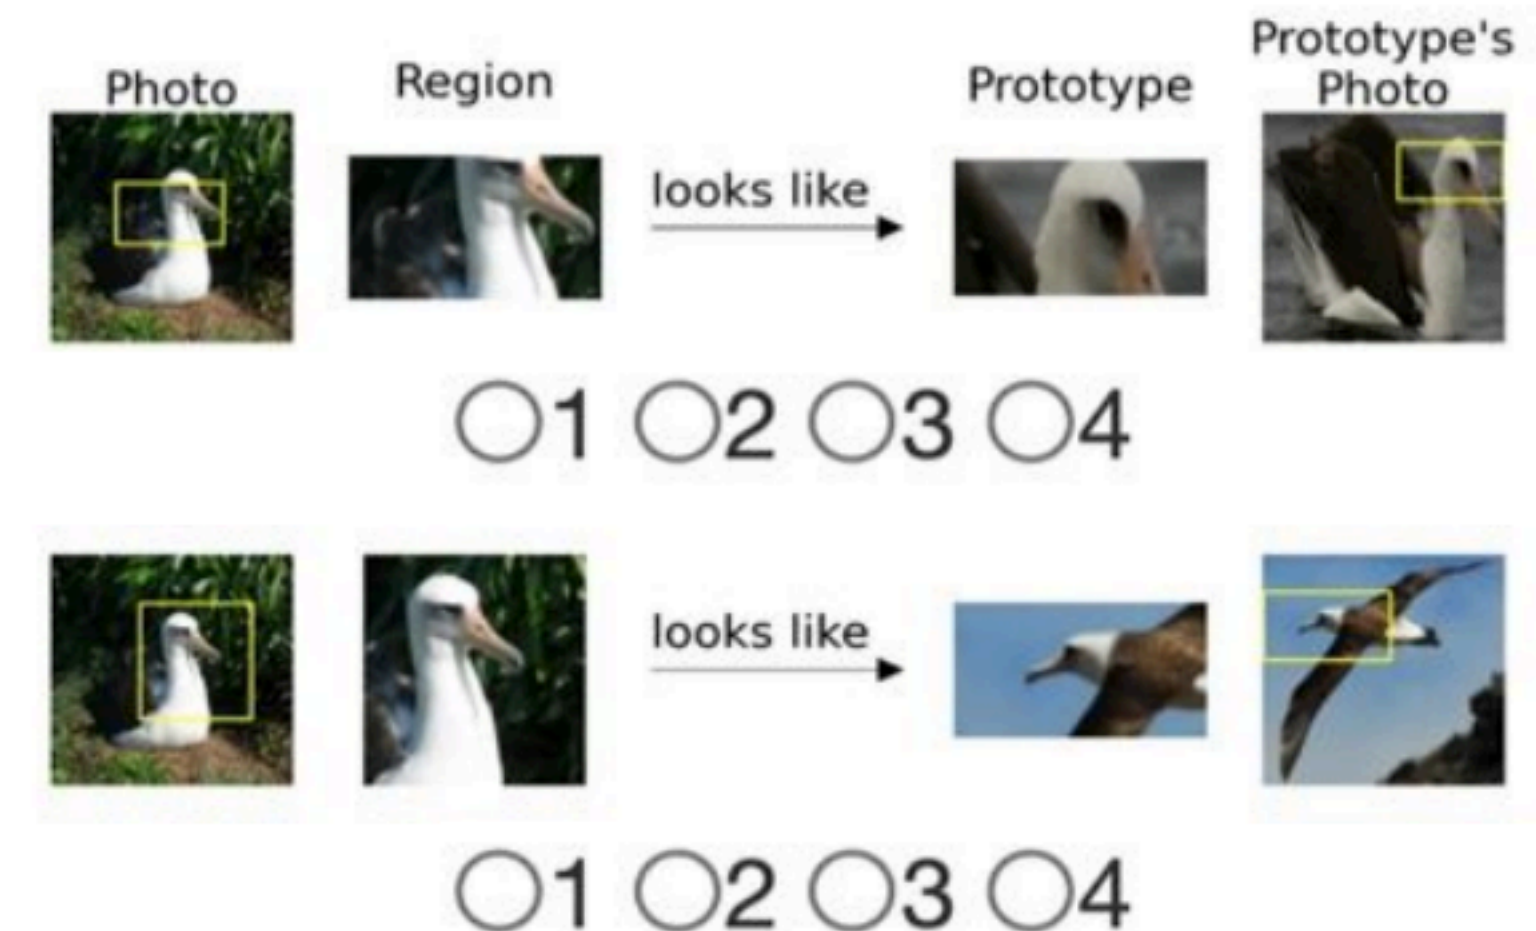 Photo Region Prototype Prototype's
Photo
looks like
1 2 3 4
looks like
1 2 3 4